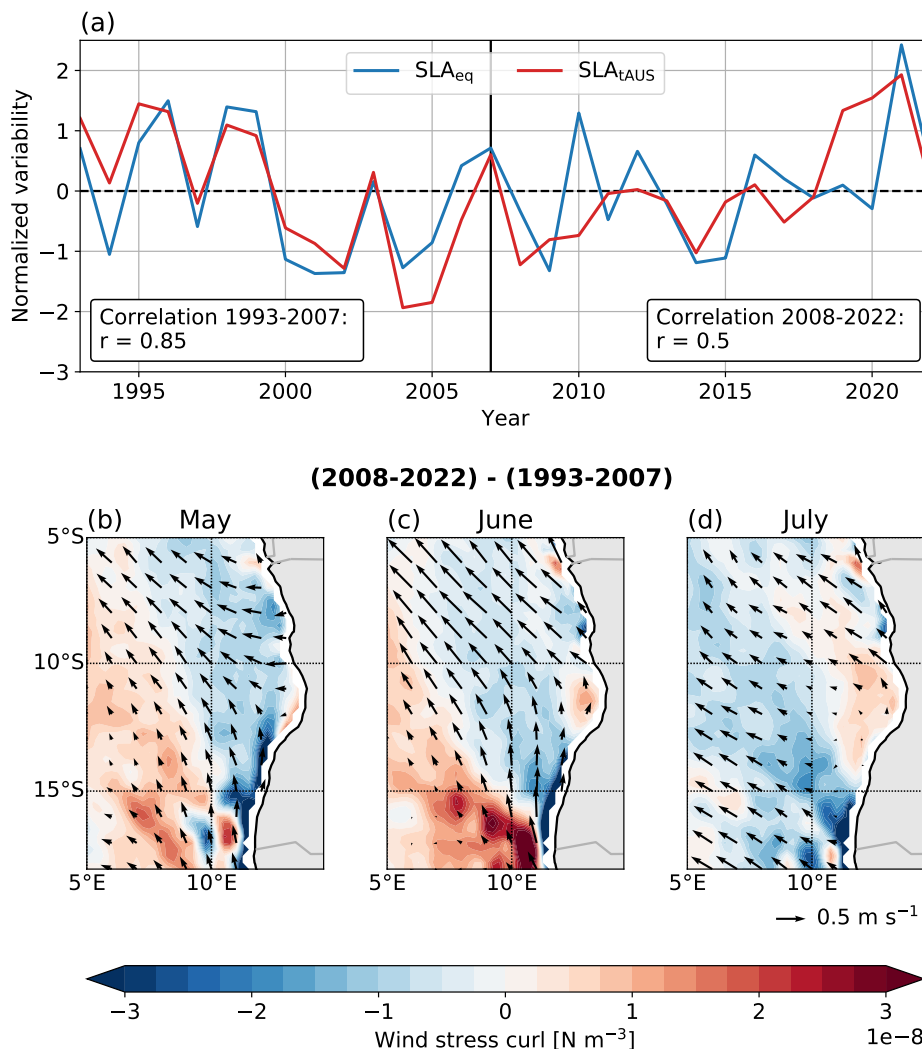 (a)
SLAeq
SLAtAUS
Normalized variability
2
1
0
−1
−2
−3
Correlation 1993-2007:
r = 0.85
Correlation 2008-2022:
r = 0.5
1995 2000 2005 2010 2015 2020
Year
(2008-2022) - (1993-2007)
(b) May
(c) June
(d) July
5°S
10°S
15°S
5°E 10°E
5°E 10°E
5°E 10°E
0.5 m s⁻¹
−3 −2 −1 0 1 2 3
1e−8
Wind stress curl [N m⁻³]